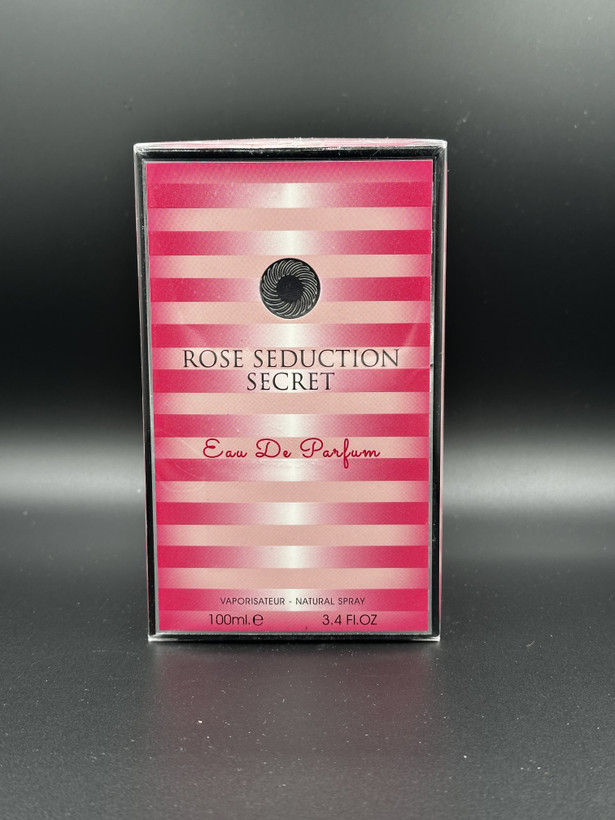 ROSE SEDUCTION
SECRET
Eau De Parfum
VAPORISATEUR - NATURAL SPRAY
100ml.e 3.4 Fl.OZ